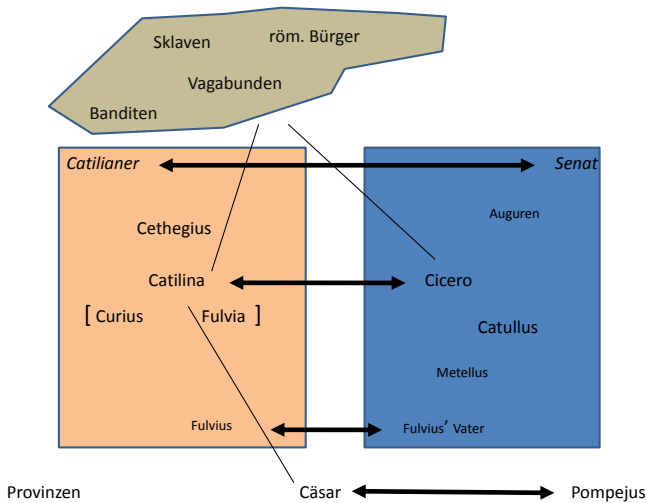 Sklaven röm. Bürger
Vagabunden
Banditen
Catilianer Senat
Auguren
Cethegius
Catilina Cicero
[ Curius Fulvia ]
Catullus
Metellus
Fulvius Fulvius’ Vater
Provinzen Cäsar Pompejus